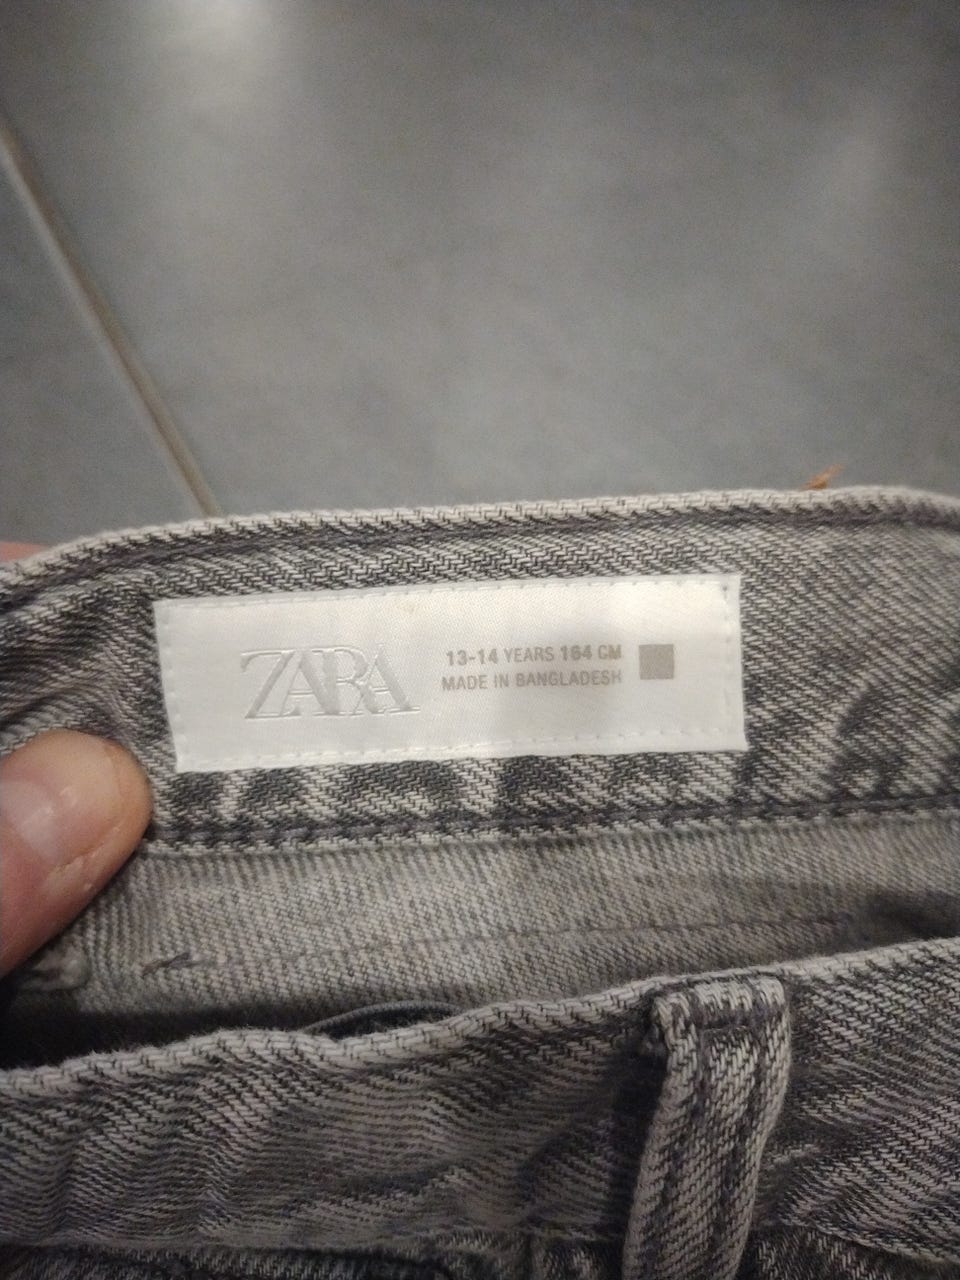 ZARA
13-14 YEARS 164 CM
MADE IN BANGLADESH